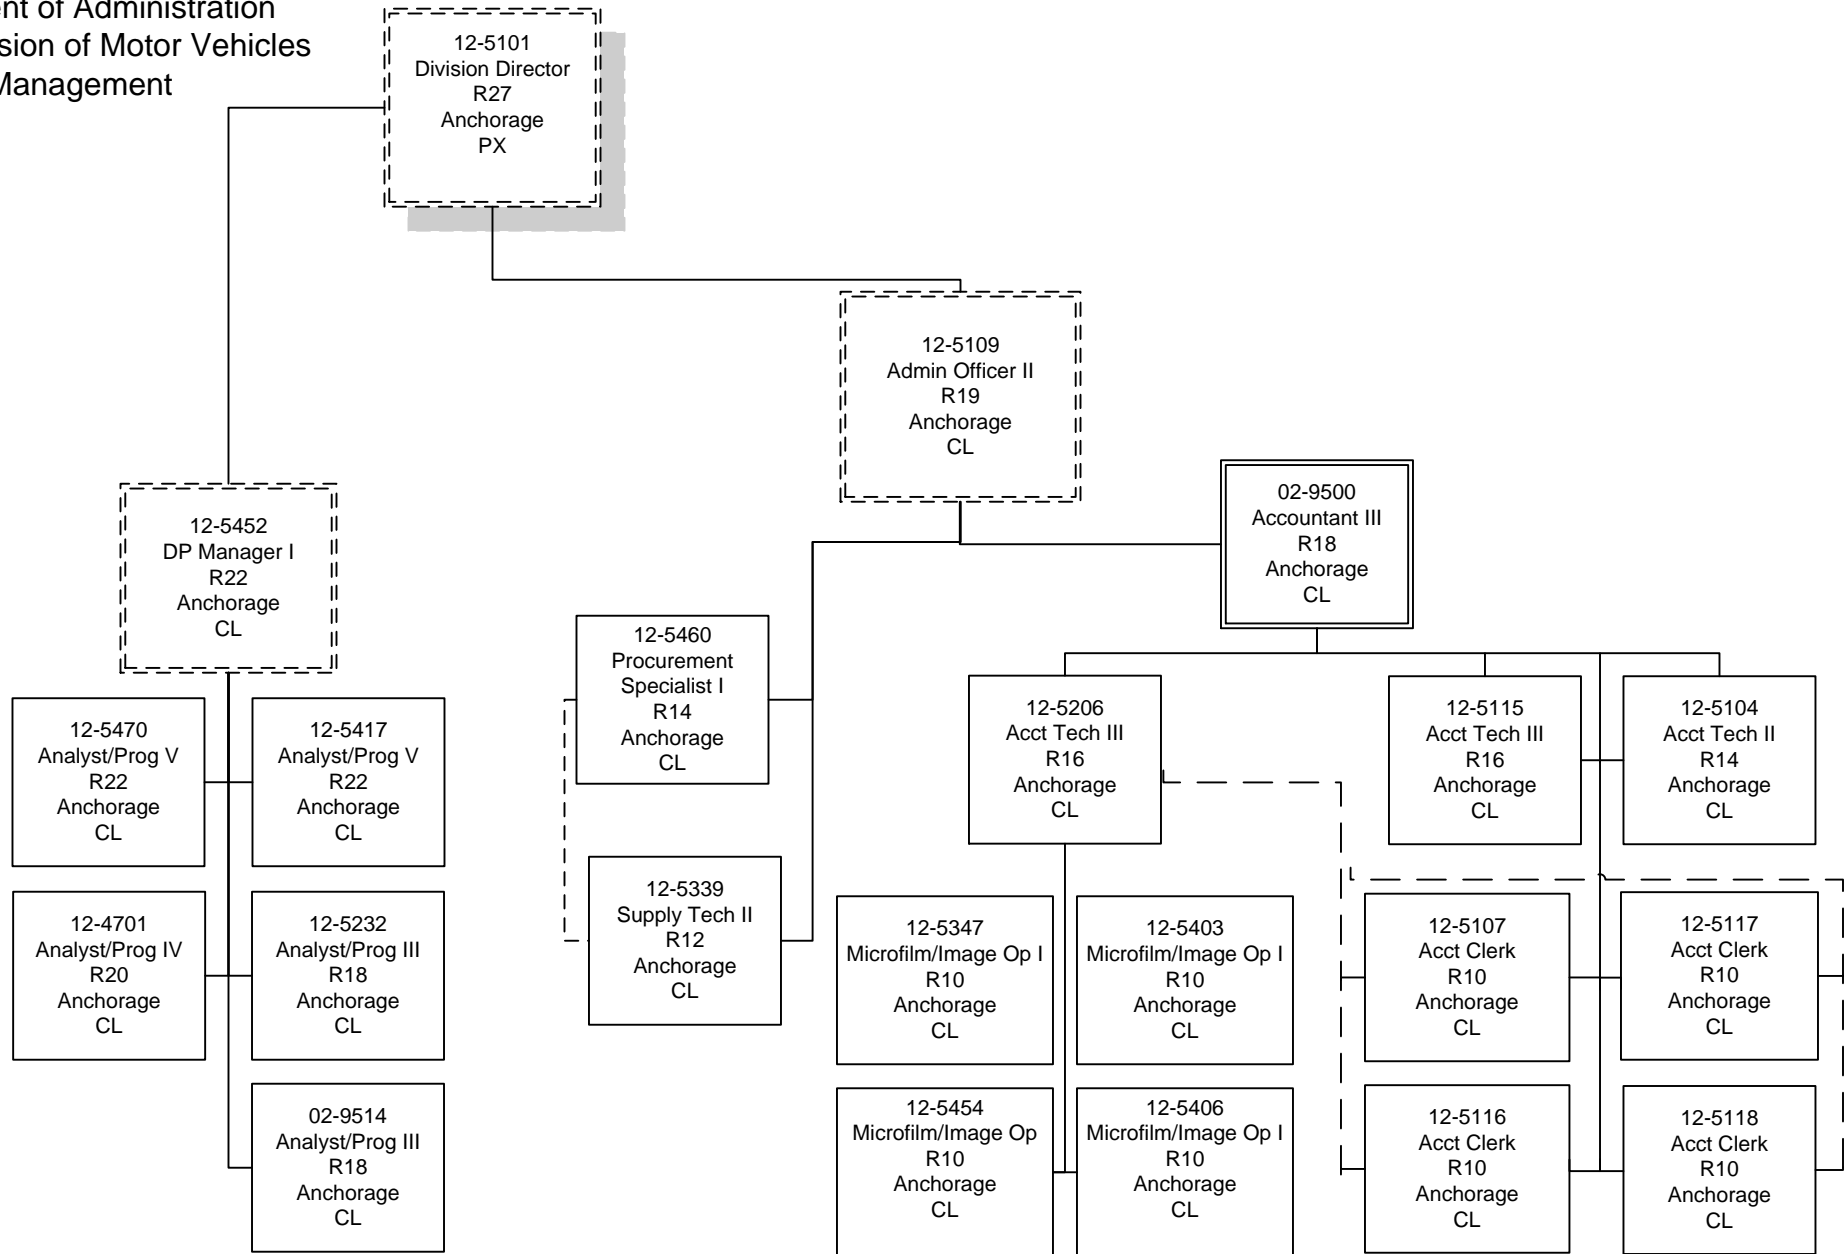 ent of Administration
sion of Motor Vehicles
Management
12-5101
Division Director
R27
Anchorage
PX
12-5109
Admin Officer II
R19
Anchorage
CL
02-9500
Accountant III
R18
Anchorage
CL
12-5452
DP Manager I
R22
Anchorage
CL
12-5460
Procurement
Specialist I
R14
Anchorage
CL
12-5206
Acct Tech III
R16
Anchorage
CL
12-5115
Acct Tech III
R16
Anchorage
CL
12-5104
Acct Tech II
R14
Anchorage
CL
12-5470
Analyst/Prog V
R22
Anchorage
CL
12-5417
Analyst/Prog V
R22
Anchorage
CL
12-5339
Supply Tech II
R12
Anchorage
CL
12-4701
Analyst/Prog IV
R20
Anchorage
CL
12-5232
Analyst/Prog III
R18
Anchorage
CL
12-5347
Microfilm/Image Op I
R10
Anchorage
CL
12-5403
Microfilm/Image Op I
R10
Anchorage
CL
12-5107
Acct Clerk
R10
Anchorage
CL
12-5117
Acct Clerk
R10
Anchorage
CL
02-9514
Analyst/Prog III
R18
Anchorage
CL
12-5454
Microfilm/Image Op
R10
Anchorage
CL
12-5406
Microfilm/Image Op I
R10
Anchorage
CL
12-5116
Acct Clerk
R10
Anchorage
CL
12-5118
Acct Clerk
R10
Anchorage
CL